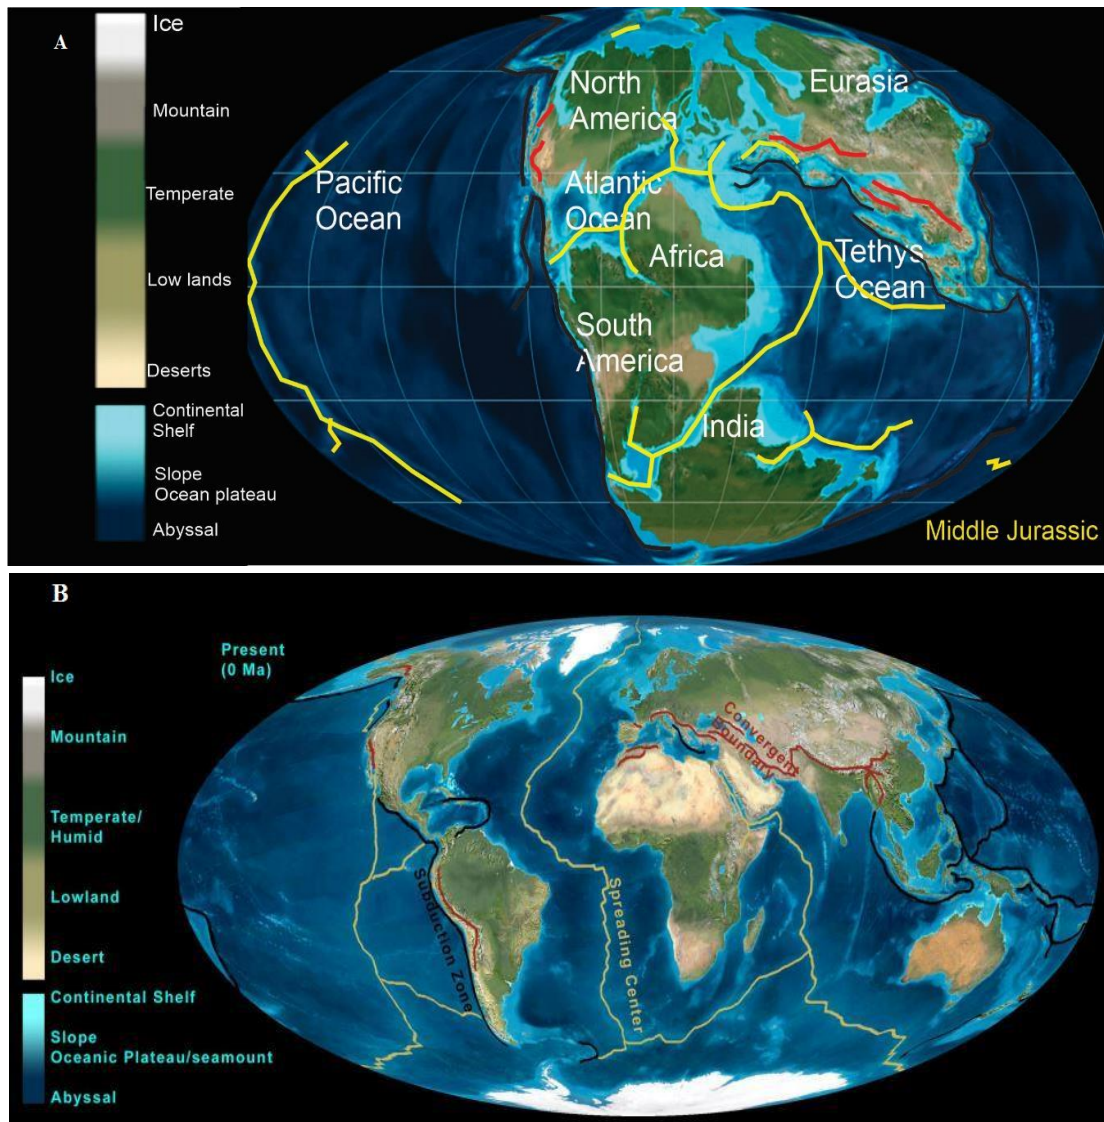 A
Ice
Mountain
Temperate
Low lands
Deserts
Continental
Shelf
Slope
Ocean plateau
Abyssal
North
America
Eurasia
Pacific
Ocean
Atlantic
Ocean
Africa
Tethys
Ocean
South
America
India
Middle Jurassic
B
Present
(0 Ma)
Ice
Mountain
Temperate/
Humid
Lowland
Desert
Continental Shelf
Slope
Oceanic Plateau/seamount
Abyssal
Convergent
Boundary
Subduction Zone
Spreading Center